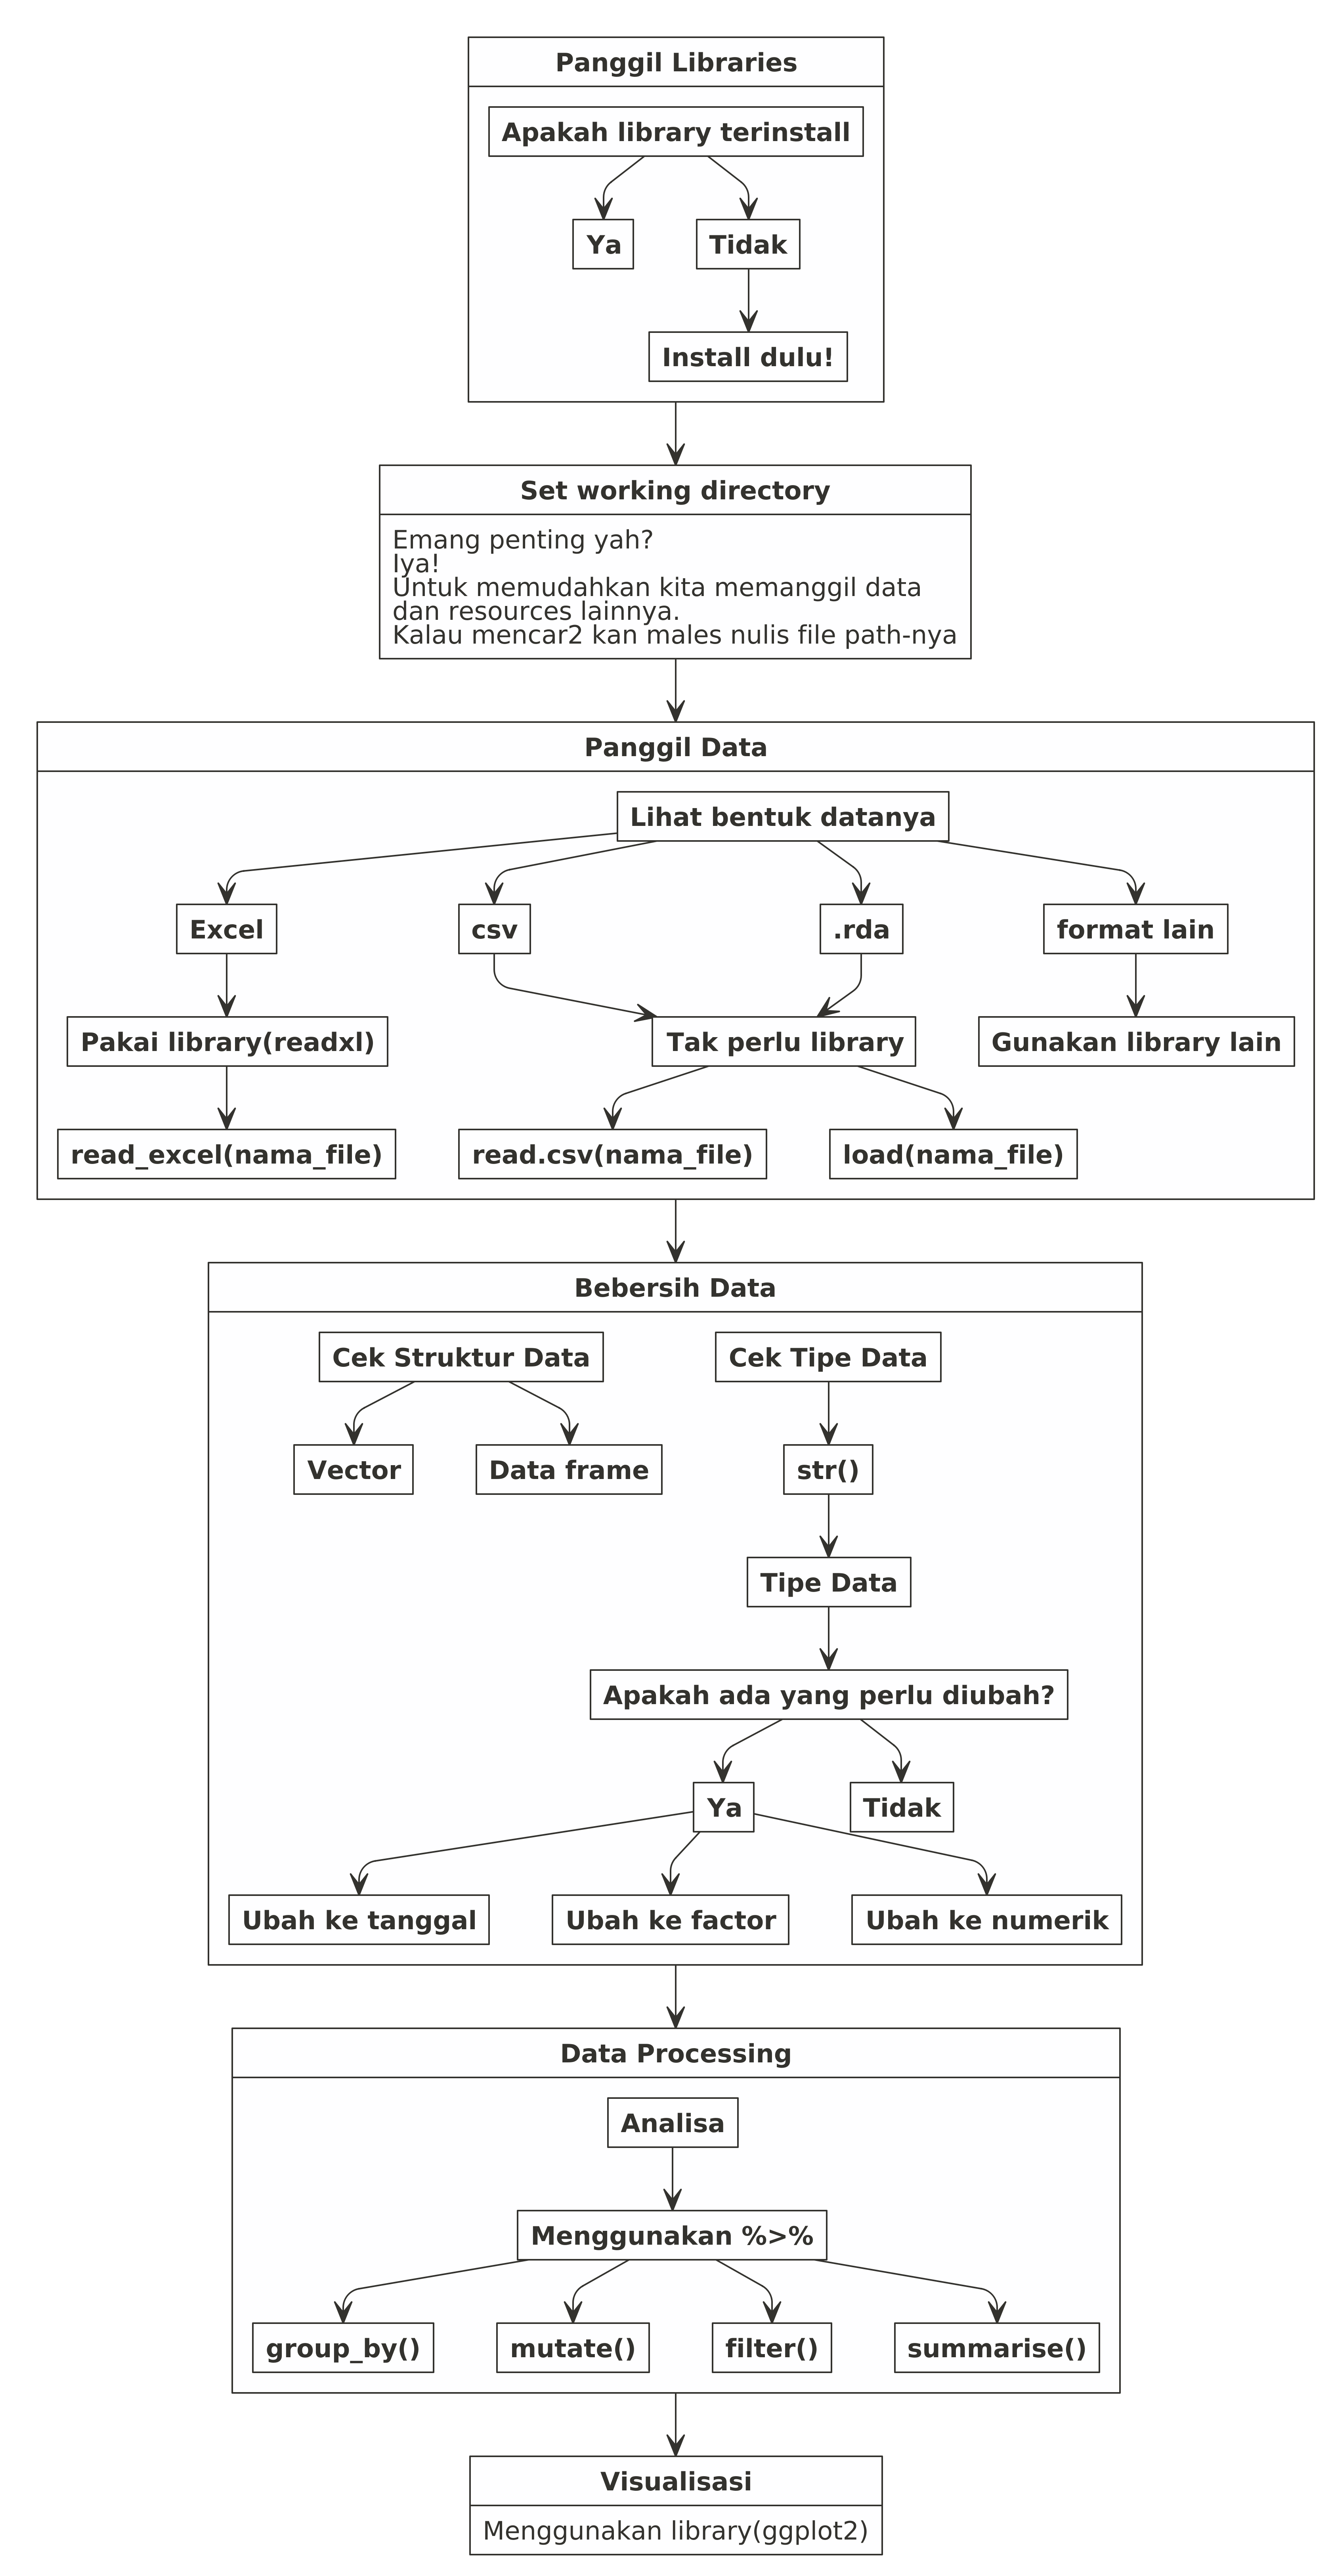 Panggil Libraries
Apakah library terinstall
Ya
Tidak
Install dulu!
Set working directory
Emang penting yah?
Iya!
Untuk memudahkan kita memanggil data
dan resources lainnya.
Kalau mencar2 kan males nulis file path-nya
Panggil Data
Lihat bentuk datanya
Excel
csv
.rda
format lain
Pakai library(readxl)
Tak perlu library
Gunakan library lain
read_excel(nama_file)
read.csv(nama_file)
load(nama_file)
Bebersih Data
Cek Struktur Data
Cek Tipe Data
Vector
Data frame
str()
Tipe Data
Apakah ada yang perlu diubah?
Ya
Tidak
Ubah ke tanggal
Ubah ke factor
Ubah ke numerik
Data Processing
Analisa
Menggunakan %>%
group_by()
mutate()
filter()
summarise()
Visualisasi
Menggunakan library(ggplot2)